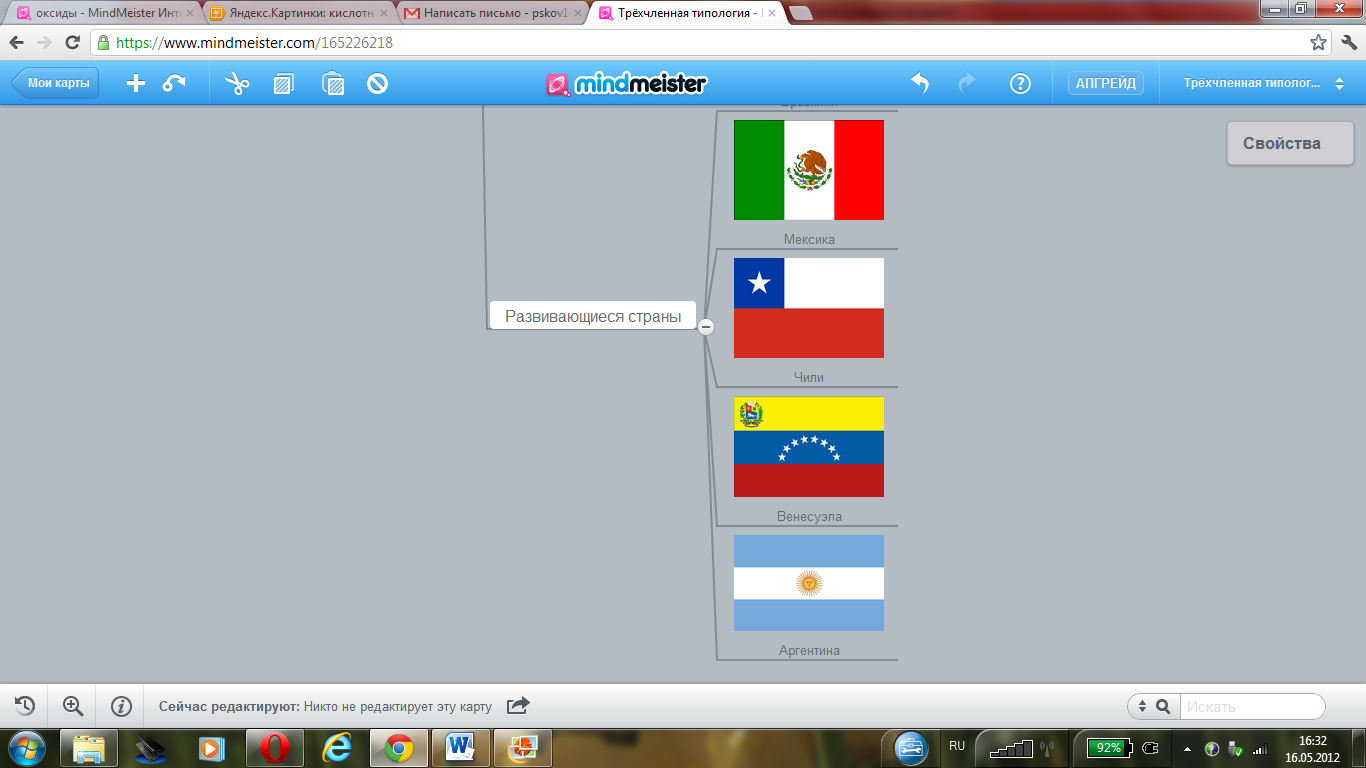 оксиды - MindMeister Инт
Яндекс.Картинки: кислотн
Написать письмо - pskov1
Трёхчленная типология -
https://www.mindmeister.com/165226218
Мои карты
mindmeister
АПГРЕЙД
Трёхчленная типолог...
Свойства
Мексика
Развивающиеся страны
Чили
Венесуэла
Аргентина
Сейчас редактируют: Никто не редактирует эту карту
Искать
RU
92%
16:32
16.05.2012